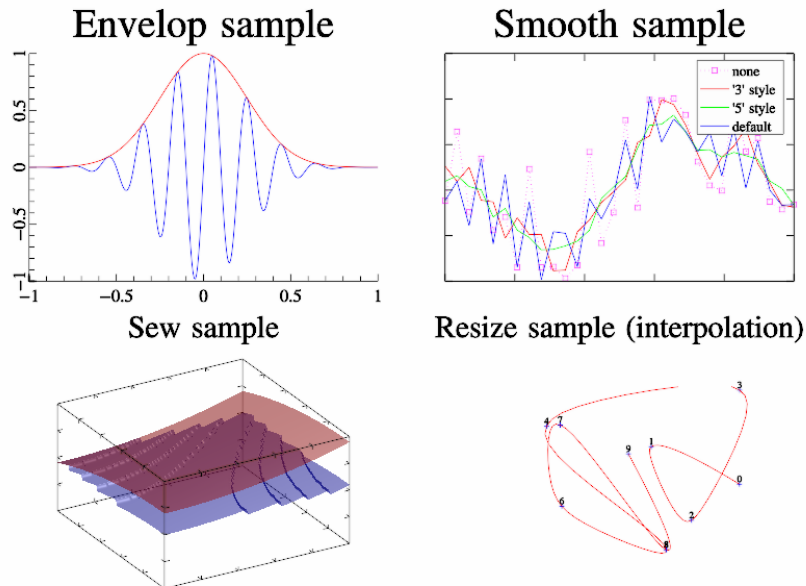 Envelop sample
1
0.5
0
−0.5
−1
−1
−0.5
0
0.5
1
Smooth sample
none
'3' style
'5' style
default
Sew sample
Resize sample (interpolation)
3
4
7
1
9
0
6
2